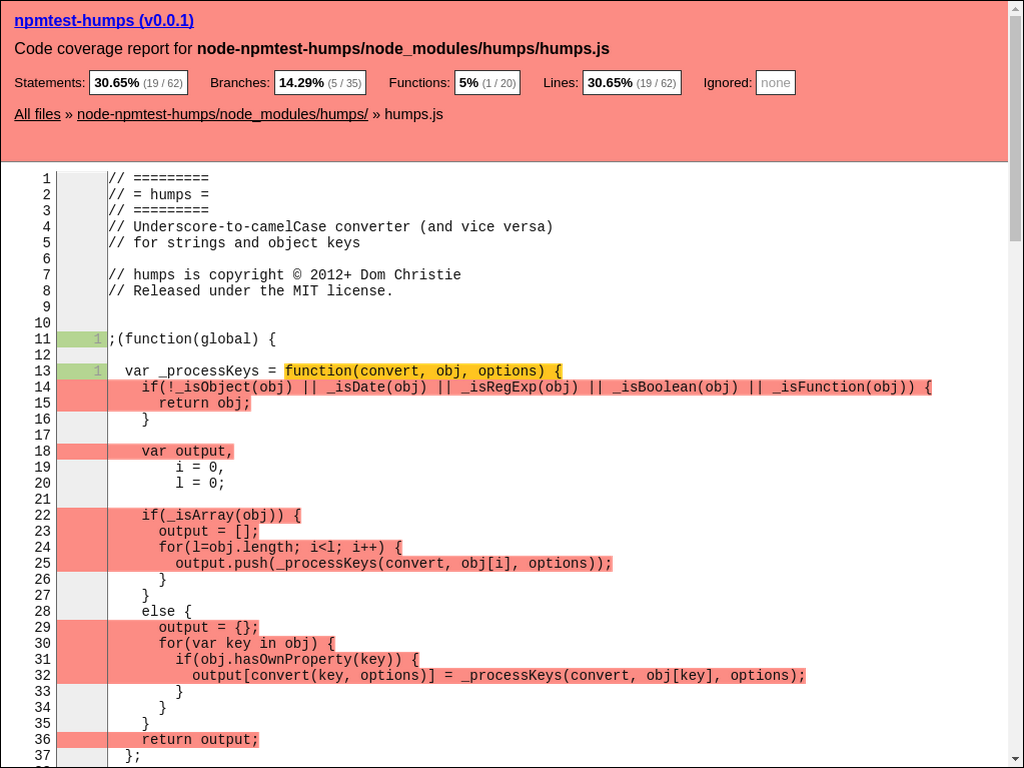 npmtest-humps (v0.0.1)
Code coverage report for node-npmtest-humps/node_modules/humps/humps.js
Statements: 30.65% (19 / 62) Branches: 14.29% (5 / 35) Functions: 5% (1 / 20) Lines: 30.65% (19 / 62) Ignored: none
All files » node-npmtest-humps/node_modules/humps/ » humps.js
1 // =========
2 // = humps =
3 // =========
4 // Underscore-to-camelCase converter (and vice versa)
5 // for strings and object keys
6
7 // humps is copyright © 2012+ Dom Christie
8 // Released under the MIT license.
9
10
11 1 ;(function(global) {
12
13 1   var _processKeys = function(convert, obj, options) {
14     if(!_isObject(obj) || _isDate(obj) || _isRegExp(obj) || _isBoolean(obj) || _isFunction(obj)) {
15       return obj;
16     }
17
18     var output,
19         i = 0,
20         l = 0;
21
22     if(_isArray(obj)) {
23       output = [];
24       for(l=obj.length; i<l; i++) {
25         output.push(_processKeys(convert, obj[i], options));
26       }
27     }
28     else {
29       output = {};
30       for(var key in obj) {
31         if(obj.hasOwnProperty(key)) {
32           output[convert(key, options)] = _processKeys(convert, obj[key], options);
33         }
34       }
35     }
36     return output;
37   };